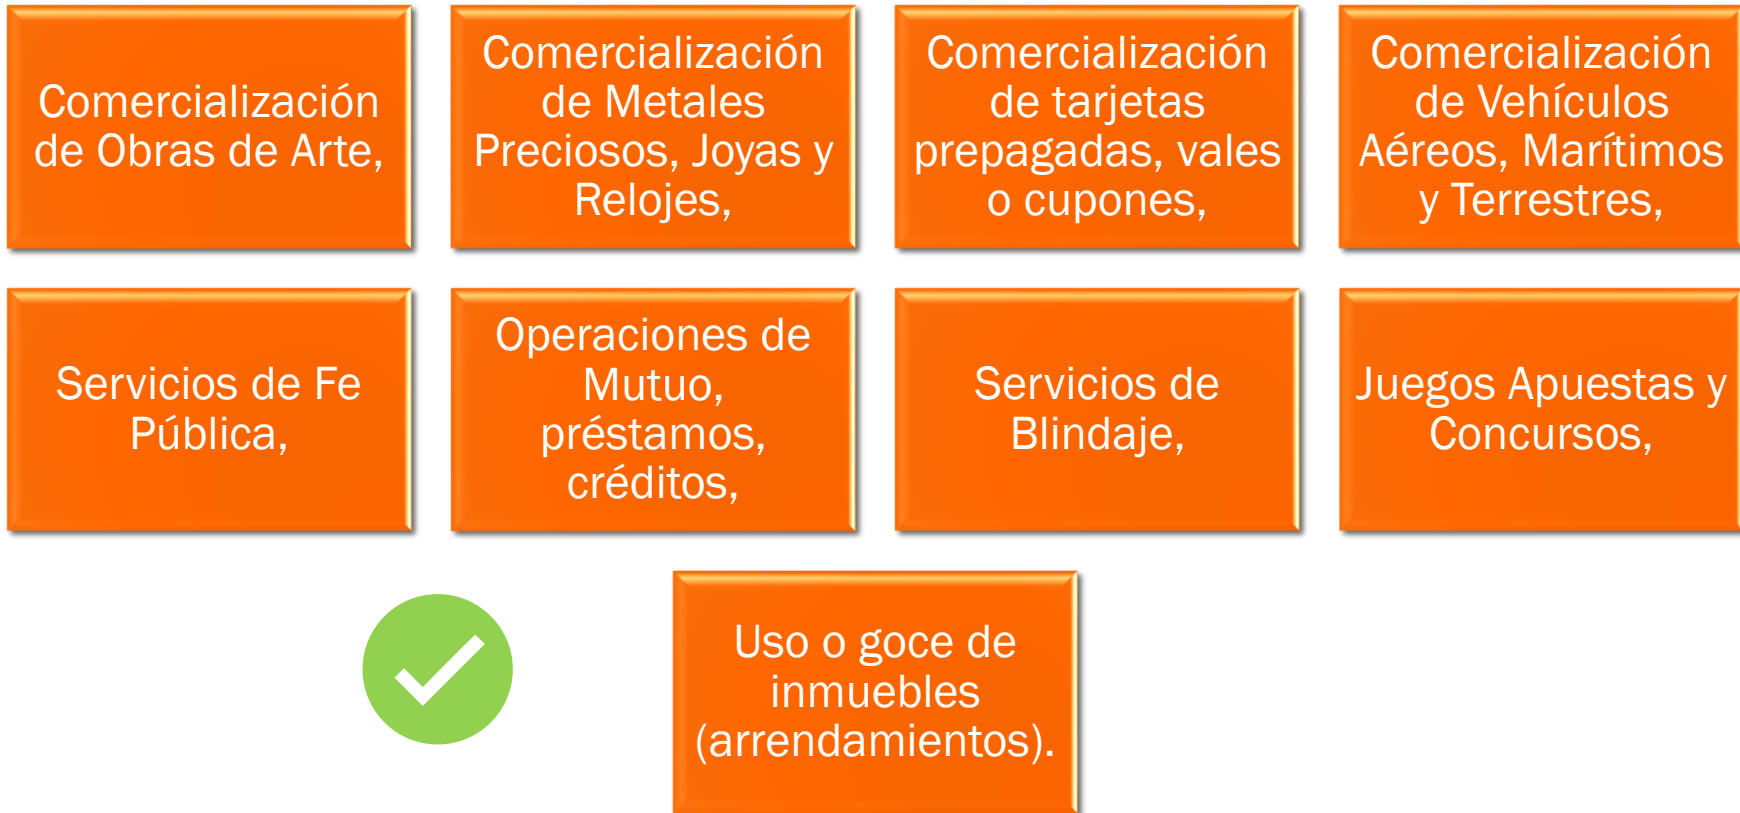 Comercialización
de Obras de Arte,
Comercialización
de Metales
Preciosos, Joyas y
Relojes,
Comercialización
de tarjetas
prepagadas, vales
o cupones,
Comercialización
de Vehículos
Aéreos, Marítimos
y Terrestres,
Servicios de Fe
Pública,
Operaciones de
Mutuo,
préstamos,
créditos,
Servicios de
Blindaje,
Juegos Apuestas y
Concursos,
Uso o goce de
inmuebles
(arrendamientos).